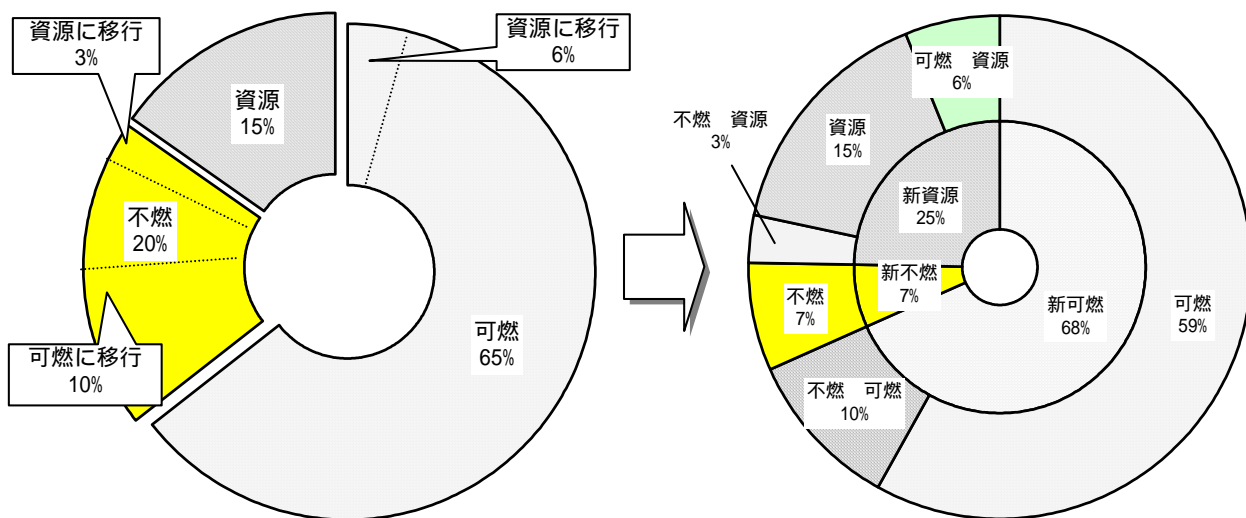 資源に移行
3%
資源に移行
6%
資源
15%
不燃
20%
可燃に移行
10%
可燃
65%
可燃　資源
6%
資源
15%
不燃　資源
3%
新資源
25%
不燃
7%
新不燃
7%
新可燃
68%
可燃
59%
不燃　可燃
10%